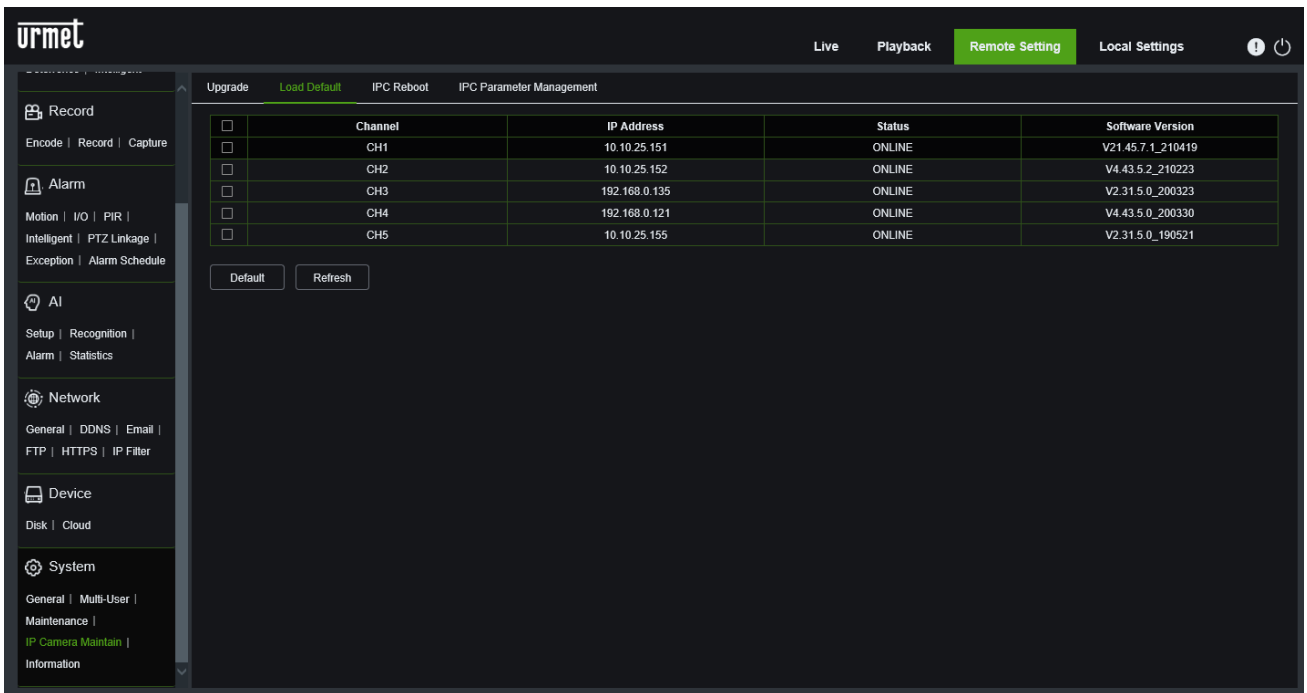 urmet
Live Playback Remote Setting Local Settings
Upgrade Load Default IPC Reboot IPC Parameter Management
Record
Encode | Record | Capture
Alarm
Motion | I/O | PIR |
Intelligent | PTZ Linkage |
Exception | Alarm Schedule
AI
Setup | Recognition |
Alarm | Statistics
Network
General | DDNS | Email |
FTP | HTTPS | IP Filter
Device
Disk | Cloud
System
General | Multi-User |
Maintenance |
IP Camera Maintain |
Information
Channel IP Address Status Software Version
CH1 10.10.25.151 ONLINE V21.45.7.1_210419
CH2 10.10.25.152 ONLINE V4.43.5.2_210223
CH3 192.168.0.135 ONLINE V2.31.5.0_200323
CH4 192.168.0.121 ONLINE V4.43.5.0_200330
CH5 10.10.25.155 ONLINE V2.31.5.0_190521
Default Refresh